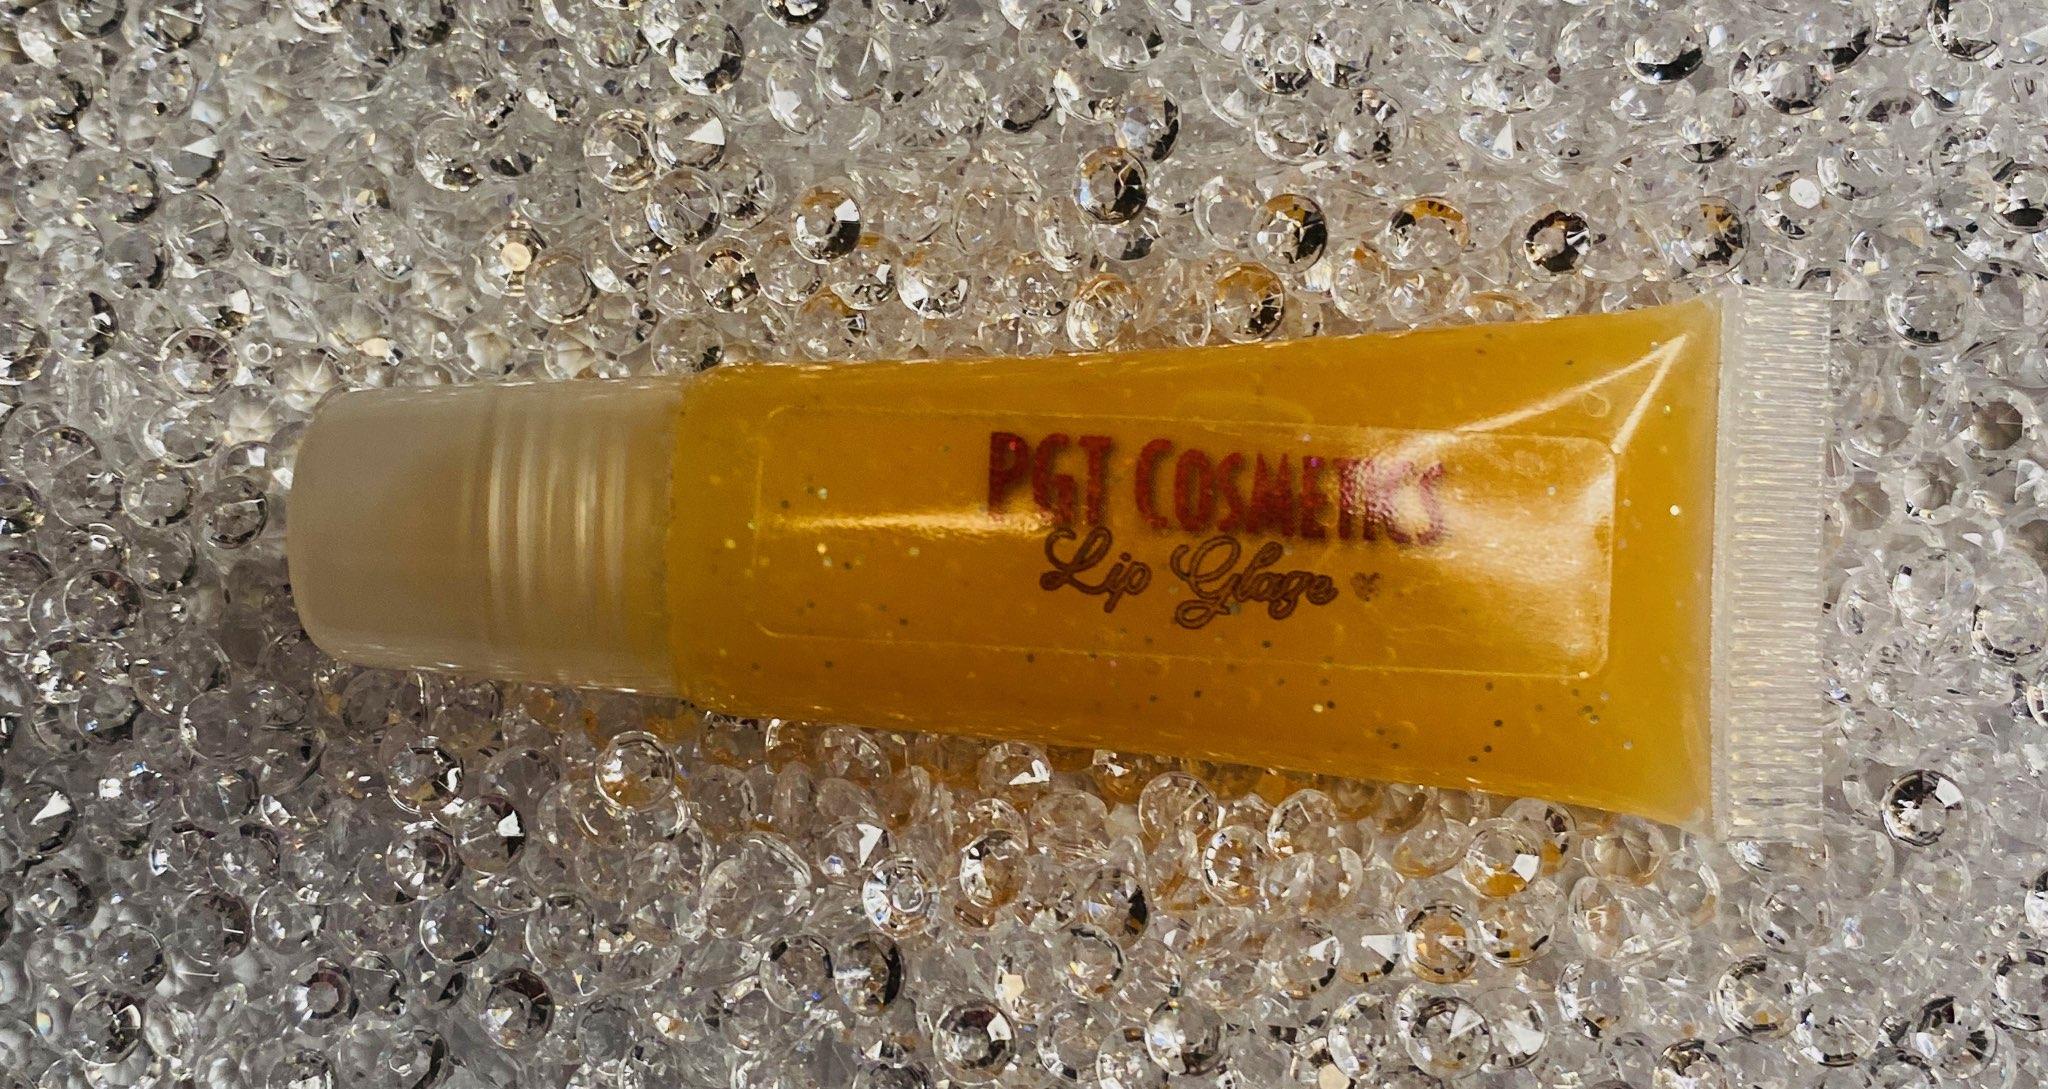 PGT COSMETICS
Lip Glaze